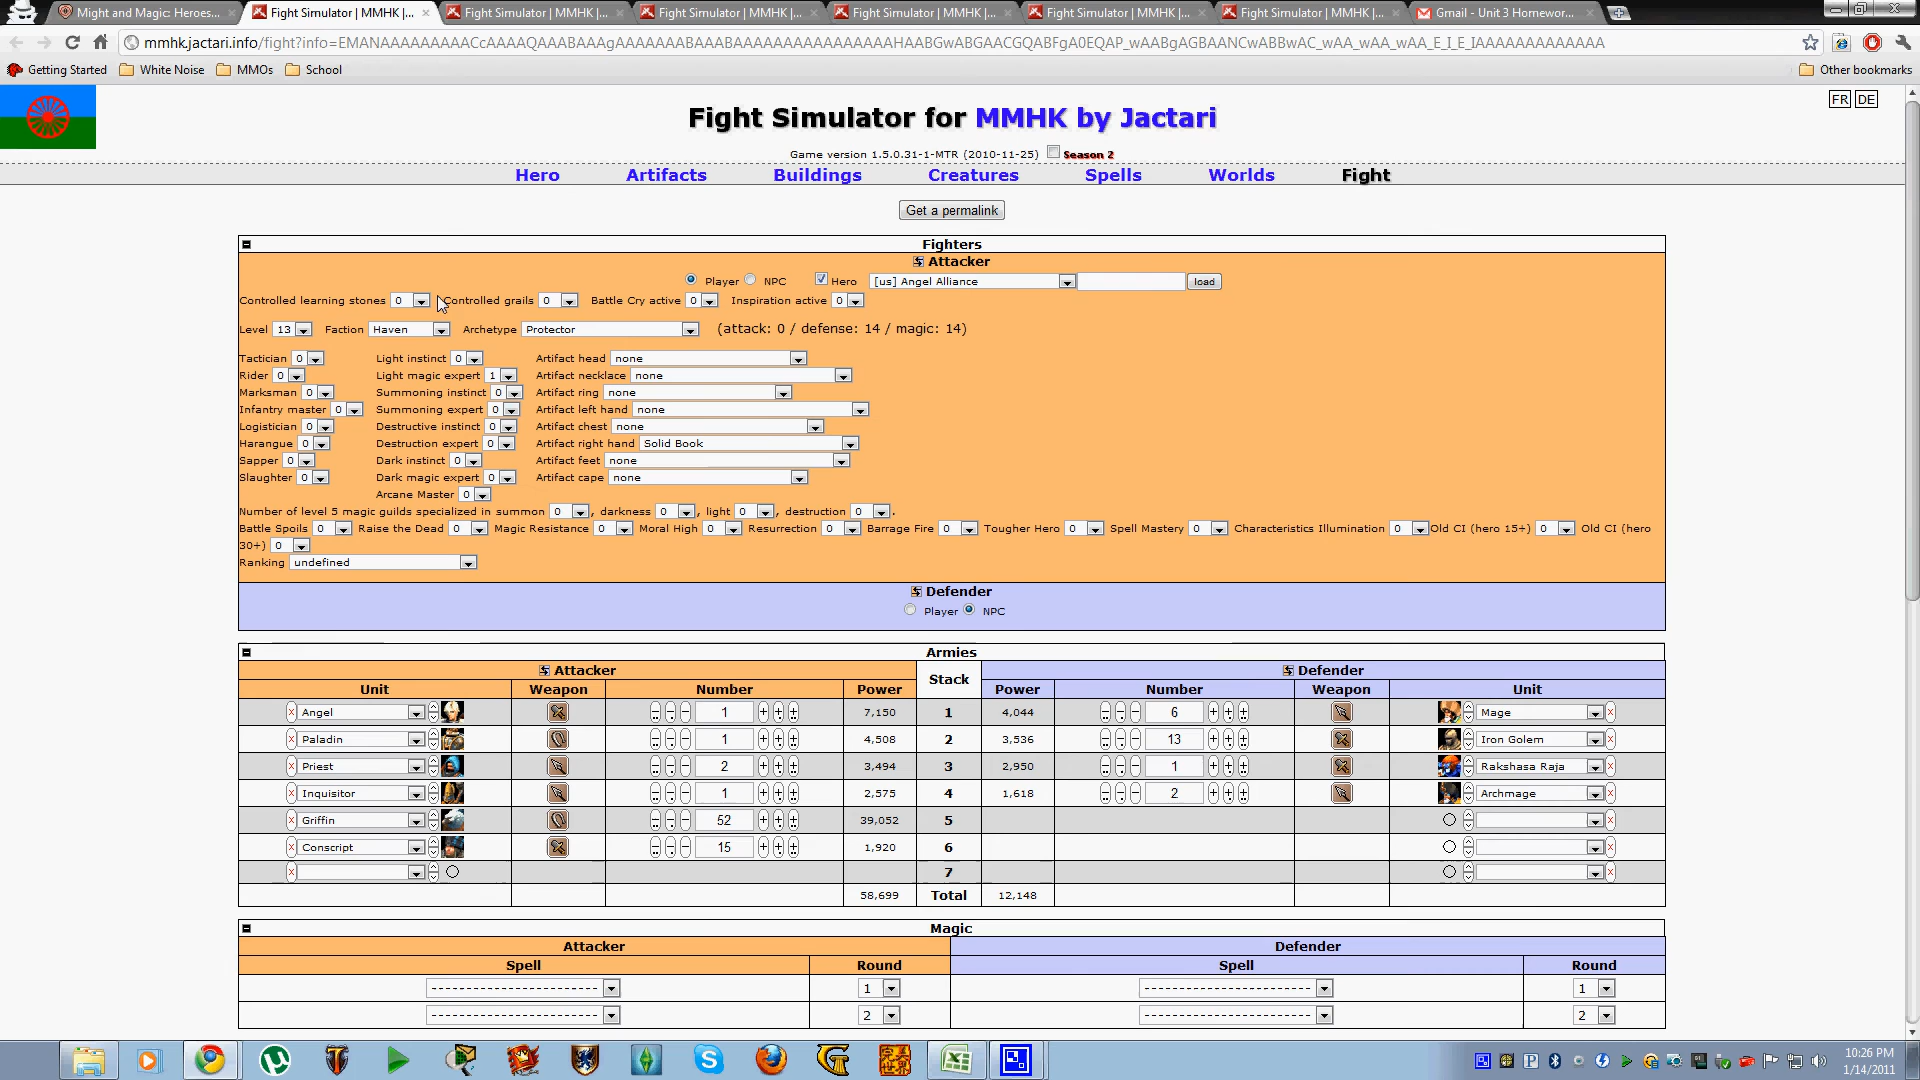 Might and Magic: Heroes...
Fight Simulator | MMHK |...
Fight Simulator | MMHK |...
Fight Simulator | MMHK |...
Fight Simulator | MMHK |...
Fight Simulator | MMHK |...
Fight Simulator | MMHK |...
Gmail - Unit 3 Homewor...
Getting Started White Noise MMOs School Other bookmarks
FR DE
Fight Simulator for MMHK by Jactari
Game version 1.5.0.31-1-MTR (2010-11-25) Season 2
Hero Artifacts Buildings Creatures Spells Worlds Fight
Get a permalink
Fighters
Attacker
Player NPC Hero [us] Angel Alliance load
Controlled learning stones 0 Controlled grails 0 Battle Cry active 0 Inspiration active 0
Level 13 Faction Haven Archetype Protector (attack: 0 / defense: 14 / magic: 14)
Tactician 0 Light instinct 0 Artifact head none
Rider 0 Light magic expert 1 Artifact necklace none
Marksman 0 Summoning instinct 0 Artifact ring none
Infantry master 0 Summoning expert 0 Artifact left hand none
Logistician 0 Destructive instinct 0 Artifact chest none
Harangue 0 Destruction expert 0 Artifact right hand Solid Book
Sapper 0 Dark instinct 0 Artifact feet none
Slaughter 0 Dark magic expert 0 Artifact cape none
Arcane Master 0
Number of level 5 magic guilds specialized in summon 0 , darkness 0 , light 0 , destruction 0 .
Battle Spoils 0 Raise the Dead 0 Magic Resistance 0 Moral High 0 Resurrection 0 Barrage Fire 0 Tougher Hero 0 Spell Mastery 0 Characteristics Illumination 0 Old CI (hero 15+) 0 Old CI (hero
30+) 0
Ranking undefined
Defender
Player NPC
Armies
Attacker Stack Defender
Unit Weapon Number Power Power Number Weapon Unit
Angel 1 7,150 1 4,044 6 Mage
Paladin 1 4,508 2 3,536 13 Iron Golem
Priest 2 3,494 3 2,950 1 Rakshasa Raja
Inquisitor 1 2,575 4 1,618 2 Archmage
Griffin 52 39,052 5
Conscript 15 1,920 6
7
58,699 Total 12,148
Magic
Attacker Defender
Spell Round Spell Round
------------------------ 1 ------------------------ 1
------------------------ 2 ------------------------ 2
10:26 PM
1/14/2011